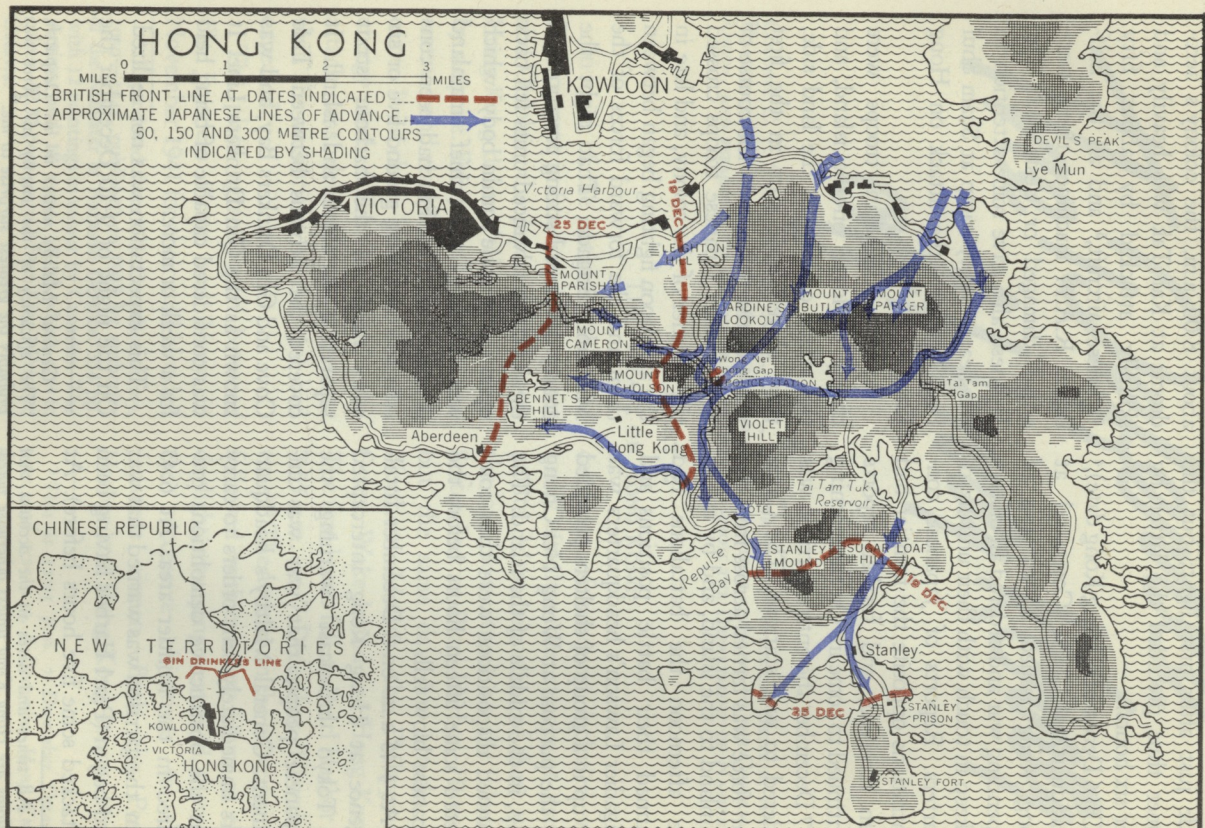 HONG KONG
0 1 2 3
MILES MILES
BRITISH FRONT LINE AT DATES INDICATED
APPROXIMATE JAPANESE LINES OF ADVANCE
50, 150 AND 300 METRE CONTOURS
INDICATED BY SHADING
KOWLOON
DEVIL'S PEAK
Lye Mun
Victoria Harbour
VICTORIA
25 DEC
19 DEC
LEIGHTON
HILL
MOUNT
PARISH
MOUNT
CAMERON
JARDINE'S
LOOKOUT
MOUNT
BUTLER
MOUNT
PARKER
Wong Nei
Chong Gap
POLICE STATION
MOUNT
NICHOLSON
BENNET'S
HILL
Tai Tam
Gap
Aberdeen
Little
Hong Kong
VIOLET
HILL
Tai Tam Tuk
Reservoir
HOTEL
Repulse
Bay
STANLEY
MOUND
SUGAR LOAF
HILL
19 DEC
Stanley
25 DEC
STANLEY
PRISON
STANLEY FORT
CHINESE REPUBLIC
NEW TERRITORIES
GIN DRINKERS LINE
KOWLOON
VICTORIA
HONG KONG